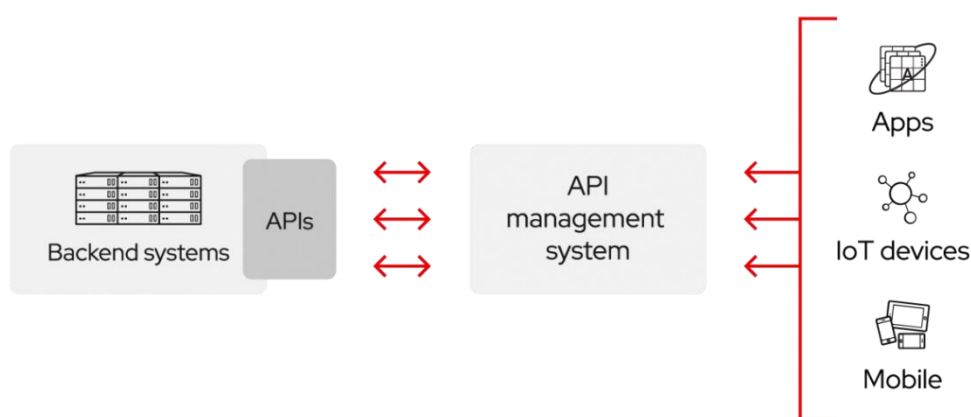 Backend systems
APIs
API
management
system
Apps
IoT devices
Mobile